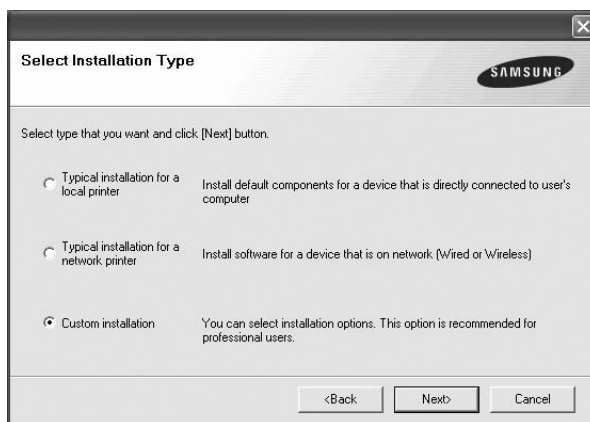 Select Installation Type
SAMSUNG
Select type that you want and click [Next] button.
Typical installation for a
local printer
Install default components for a device that is directly connected to user's
computer
Typical installation for a
network printer
Install software for a device that is on network (Wired or Wireless)
Custom installation
You can select installation options. This option is recommended for
professional users.
<Back
Next>
Cancel